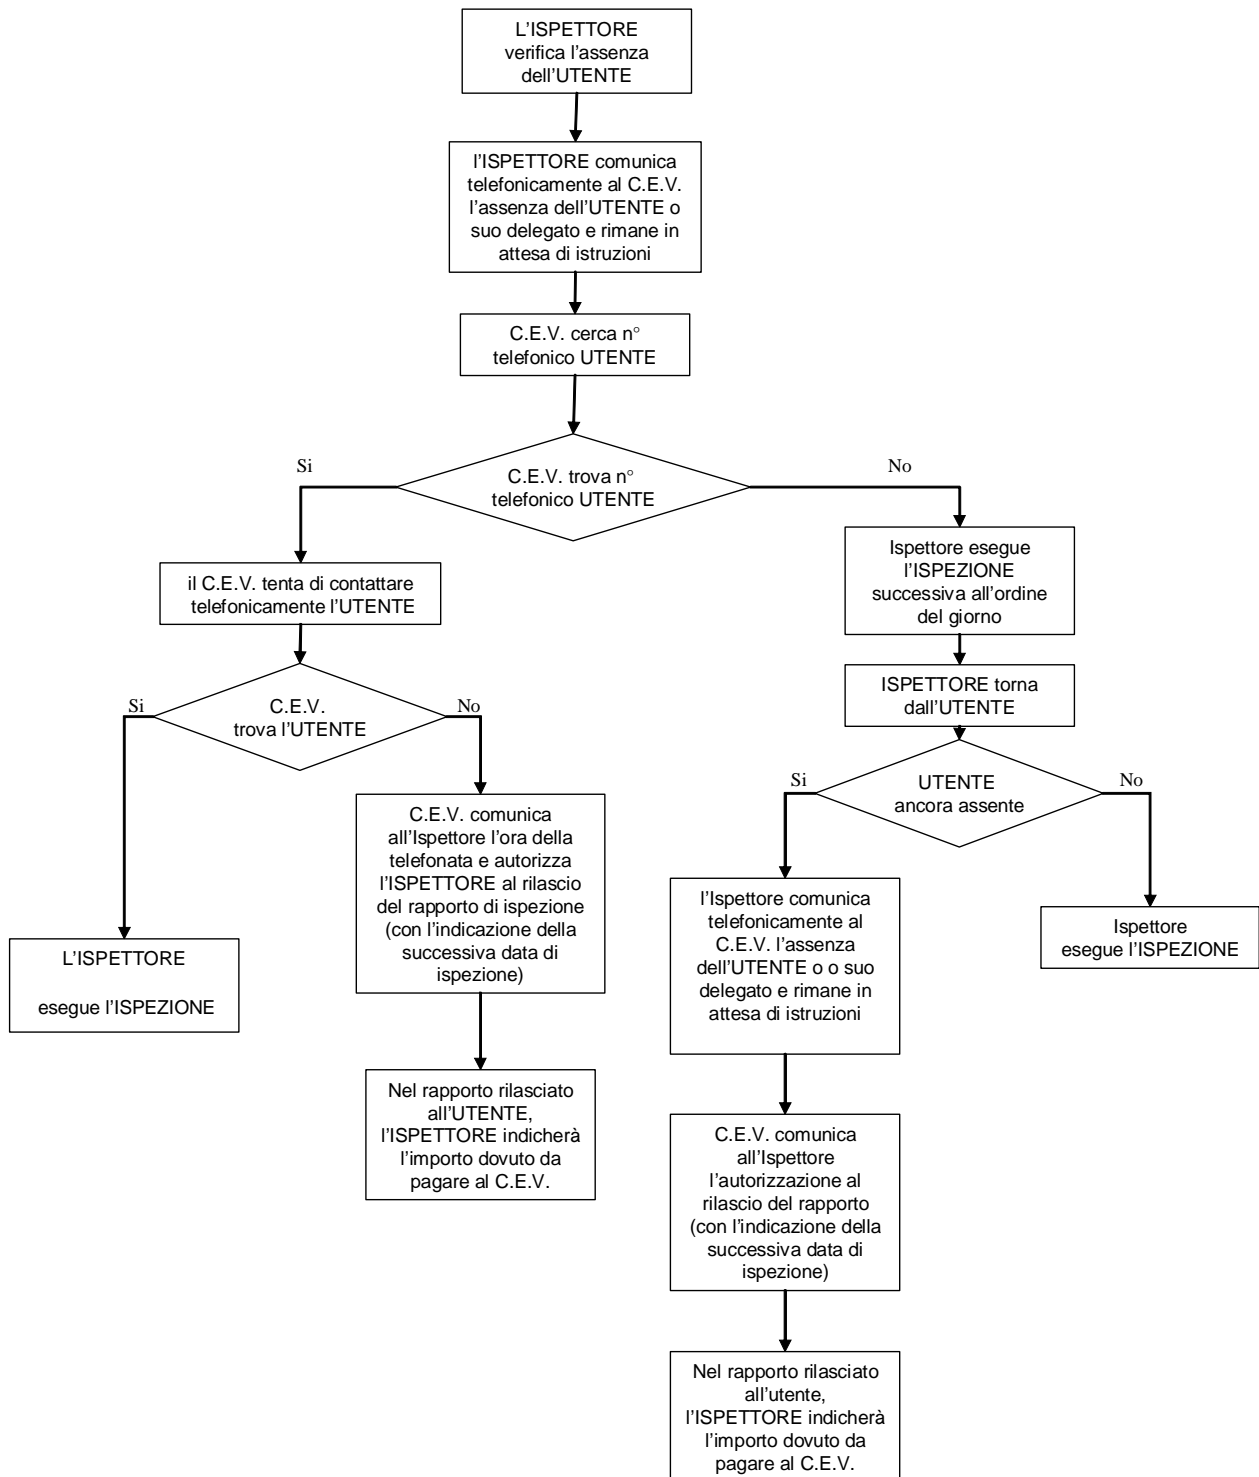 L'ISPETTORE
verifica l'assenza
dell'UTENTE
l'ISPETTORE comunica
telefonicamente al C.E.V.
l'assenza dell'UTENTE o
suo delegato e rimane in
attesa di istruzioni
C.E.V. cerca n°
telefonico UTENTE
C.E.V. trova n°
telefonico UTENTE
Si
No
il C.E.V. tenta di contattare
telefonicamente l'UTENTE
C.E.V.
trova l'UTENTE
Si
No
L'ISPETTORE
esegue l'ISPEZIONE
C.E.V. comunica
all'Ispettore l'ora della
telefonata e autorizza
l'ISPETTORE al rilascio
del rapporto di ispezione
(con l'indicazione della
successiva data di
ispezione)
Nel rapporto rilasciato
all'UTENTE,
l'ISPETTORE indicherà
l'importo dovuto da
pagare al C.E.V.
Ispettore esegue
l'ISPEZIONE
successiva all'ordine
del giorno
ISPETTORE torna
dall'UTENTE
UTENTE
ancora assente
Si
No
l'Ispettore comunica
telefonicamente al
C.E.V. l'assenza
dell'UTENTE o o suo
delegato e rimane in
attesa di istruzioni
C.E.V. comunica
all'Ispettore
l'autorizzazione al
rilascio del rapporto
(con l'indicazione della
successiva data di
ispezione)
Nel rapporto rilasciato
all'utente,
l'ISPETTORE indicherà
l'importo dovuto da
pagare al C.E.V.
Ispettore
esegue l'ISPEZIONE